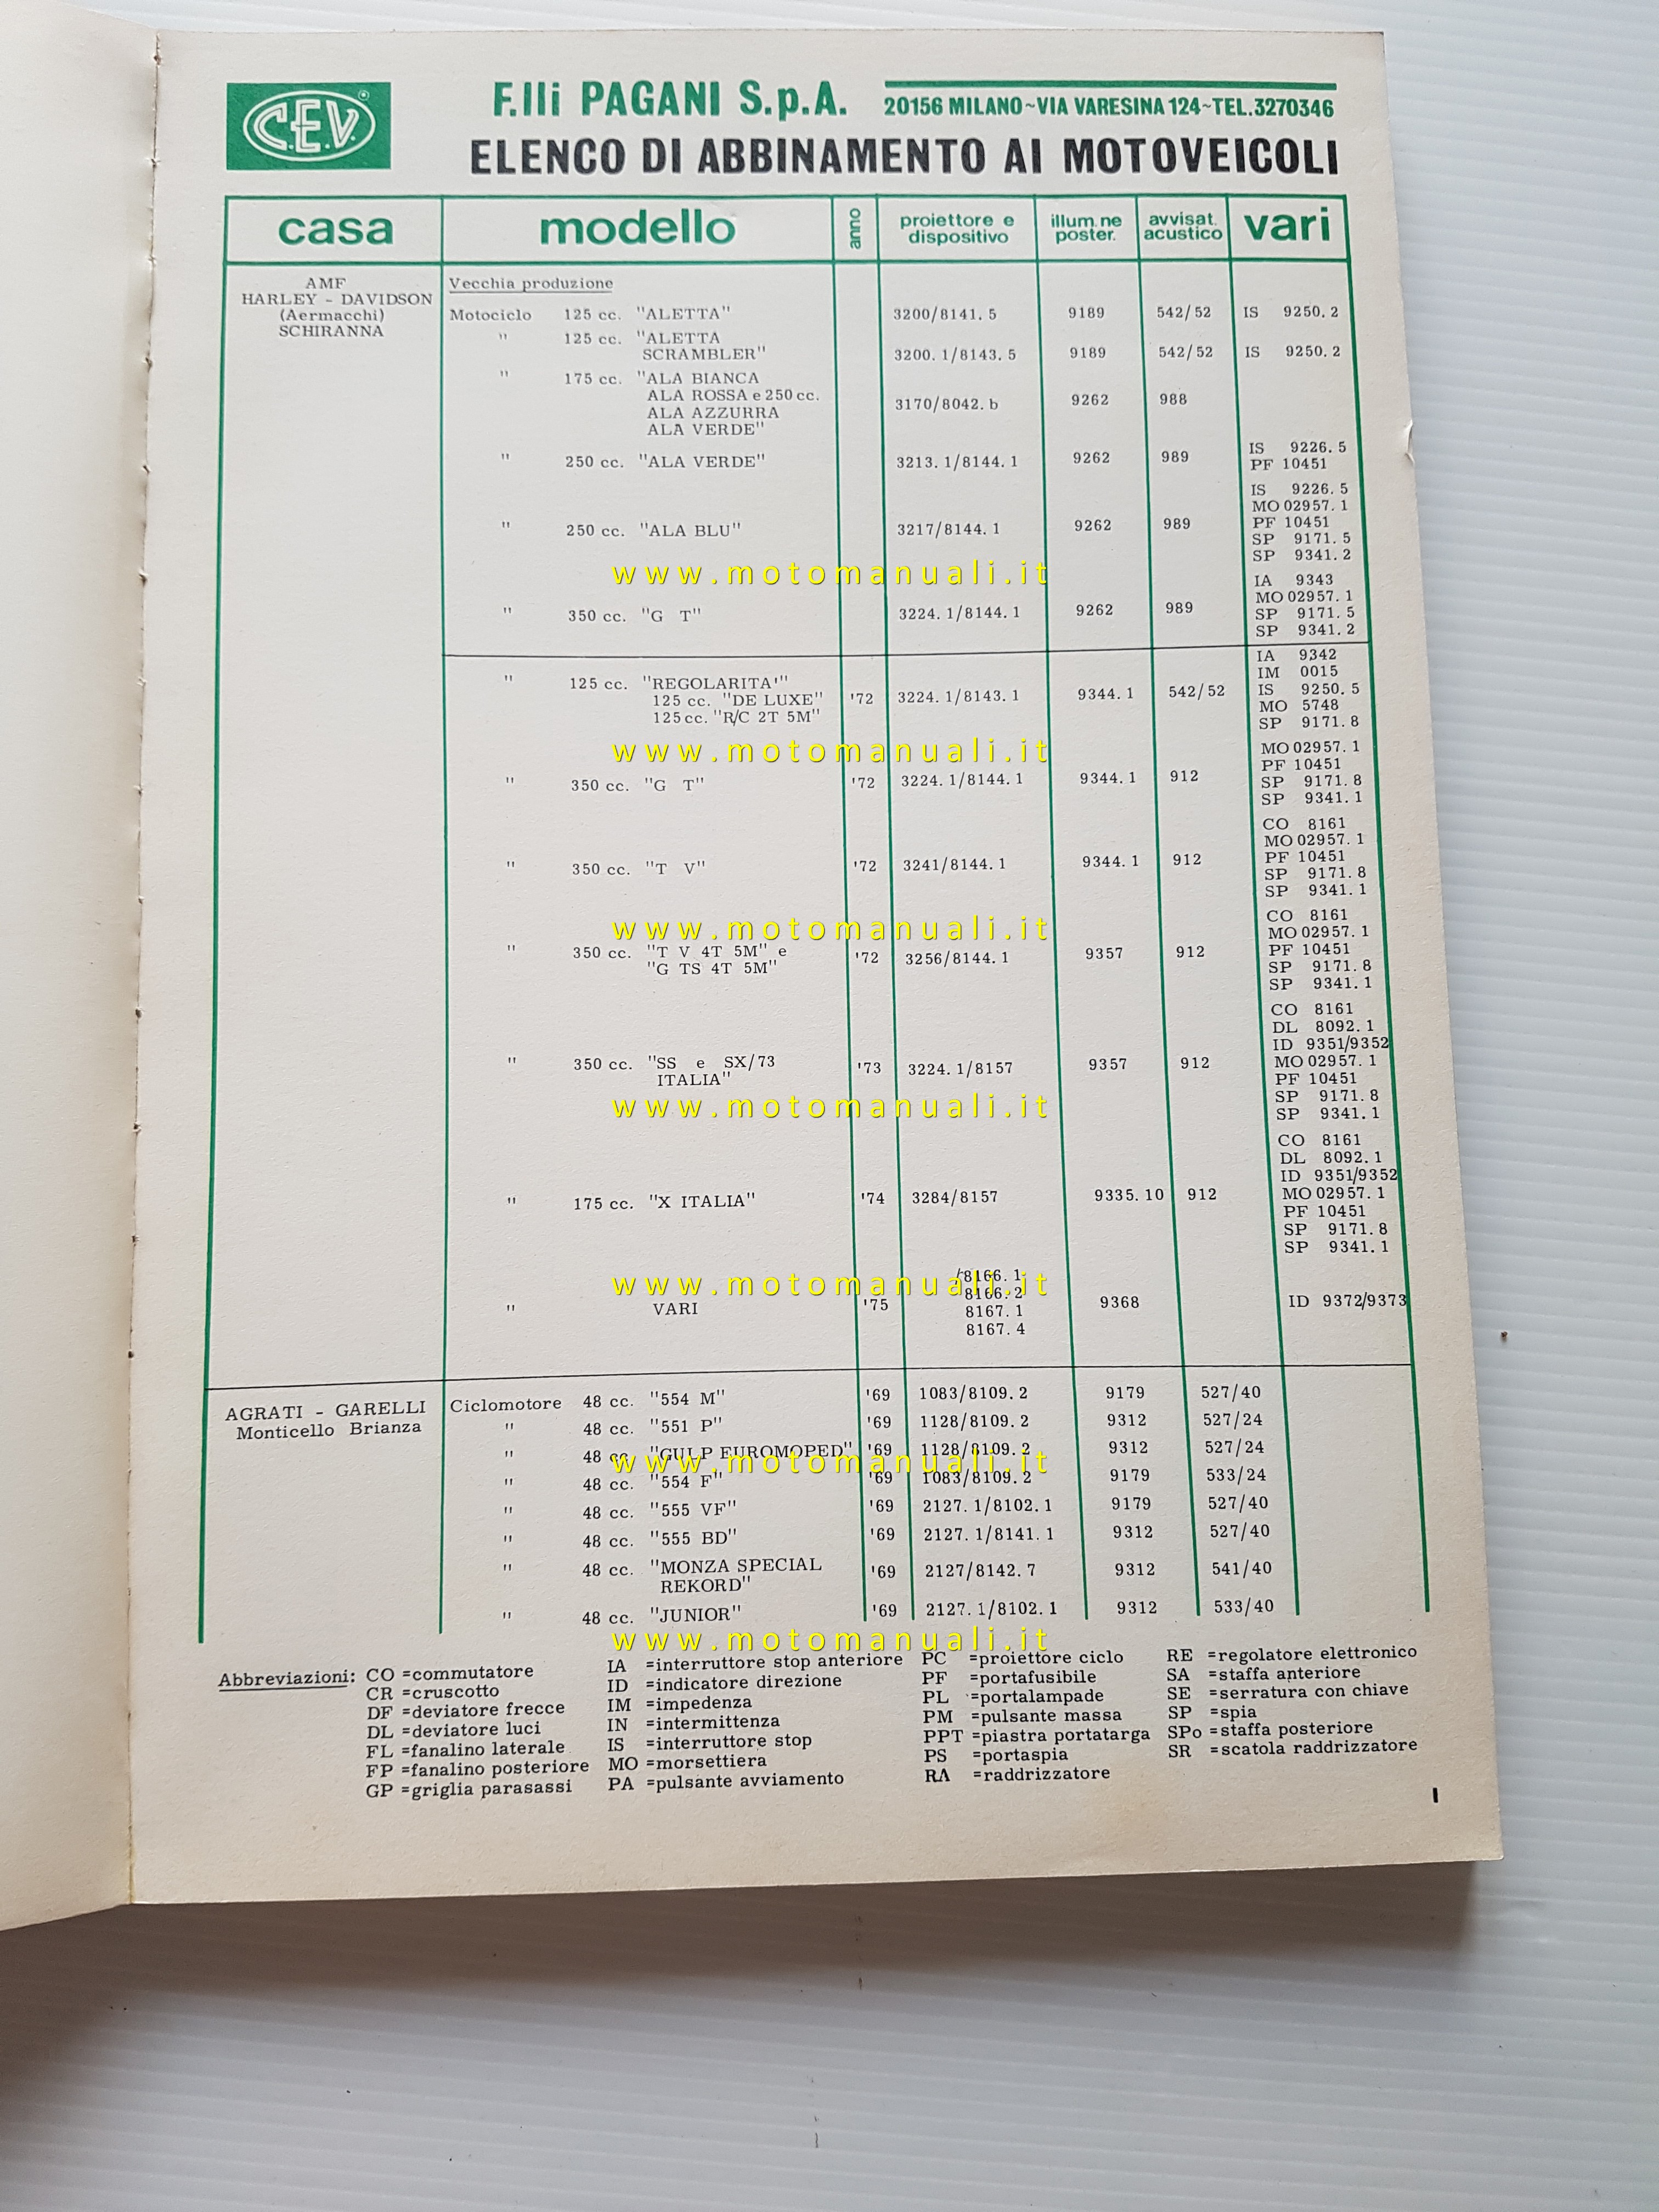 C.E.V.
F.lli PAGANI S.p.A. 20156 MILANO~VIA VARESINA 124~TEL.3270346
ELENCO DI ABBINAMENTO AI MOTOVEICOLI
casa modello anno proiettore e dispositivo illum.ne poster. avvisat. acustico vari
AMF
HARLEY - DAVIDSON
(Aermacchi)
SCHIRANNA
Vecchia produzione
Motociclo 125 cc. "ALETTA" 3200/8141.5 9189 542/52 IS 9250.2
" 125 cc. "ALETTA
SCRAMBLER" 3200.1/8143.5 9189 542/52 IS 9250.2
" 175 cc. "ALA BIANCA
ALA ROSSA e 250 cc.
ALA AZZURRA
ALA VERDE" 3170/8042.b 9262 988
" 250 cc. "ALA VERDE" 3213.1/8144.1 9262 989 IS 9226.5
PF 10451
" 250 cc. "ALA BLU" 3217/8144.1 9262 989 IS 9226.5
MO 02957.1
PF 10451
SP 9171.5
SP 9341.2
www.motomanuali.it
" 350 cc. "G T" 3224.1/8144.1 9262 989 IA 9343
MO 02957.1
SP 9171.5
SP 9341.2
" 125 cc. "REGOLARITA'"
125 cc. "DE LUXE"
125 cc. "R/C 2T 5M" '72 3224.1/8143.1 9344.1 542/52 IA 9342
IM 0015
IS 9250.5
MO 5748
SP 9171.8
www.motomanuali.it
" 350 cc. "G T" '72 3224.1/8144.1 9344.1 912 MO 02957.1
PF 10451
SP 9171.8
SP 9341.1
" 350 cc. "T V" '72 3241/8144.1 9344.1 912 CO 8161
MO 02957.1
PF 10451
SP 9171.8
SP 9341.1
www.motomanuali.it
" 350 cc. "T V 4T 5M" e
"G TS 4T 5M" '72 3256/8144.1 9357 912 CO 8161
MO 02957.1
PF 10451
SP 9171.8
SP 9341.1
" 350 cc. "SS e SX/73
ITALIA" '73 3224.1/8157 9357 912 CO 8161
DL 8092.1
ID 9351/9352
MO 02957.1
PF 10451
SP 9171.8
SP 9341.1
www.motomanuali.it
" 175 cc. "X ITALIA" '74 3284/8157 9335.10 912 CO 8161
DL 8092.1
ID 9351/9352
MO 02957.1
PF 10451
SP 9171.8
SP 9341.1
www.motomanuali.it
" VARI '75 /8166.1
8166.2
8167.1
8167.4 9368 ID 9372/9373
AGRATI - GARELLI
Monticello Brianza
Ciclomotore 48 cc. "554 M" '69 1083/8109.2 9179 527/40
" 48 cc. "551 P" '69 1128/8109.2 9312 527/24
" 48 cc. "GULP EUROMOPED" '69 1128/8109.2 9312 527/24
www.motomanuali.it
" 48 cc. "554 F" '69 1083/8109.2 9179 533/24
" 48 cc. "555 VF" '69 2127.1/8102.1 9179 527/40
" 48 cc. "555 BD" '69 2127.1/8141.1 9312 527/40
" 48 cc. "MONZA SPECIAL
REKORD" '69 2127/8142.7 9312 541/40
" 48 cc. "JUNIOR" '69 2127.1/8102.1 9312 533/40
www.motomanuali.it
Abbreviazioni:
CO =commutatore
CR =cruscotto
DF =deviatore frecce
DL =deviatore luci
FL =fanalino laterale
FP =fanalino posteriore
GP =griglia parasassi
IA =interruttore stop anteriore
ID =indicatore direzione
IM =impedenza
IN =intermittenza
IS =interruttore stop
MO =morsettiera
PA =pulsante avviamento
PC =proiettore ciclo
PF =portafusibile
PL =portalampade
PM =pulsante massa
PPT =piastra portatarga
PS =portaspia
RA =raddrizzatore
RE =regolatore elettronico
SA =staffa anteriore
SE =serratura con chiave
SP =spia
SPo =staffa posteriore
SR =scatola raddrizzatore
I